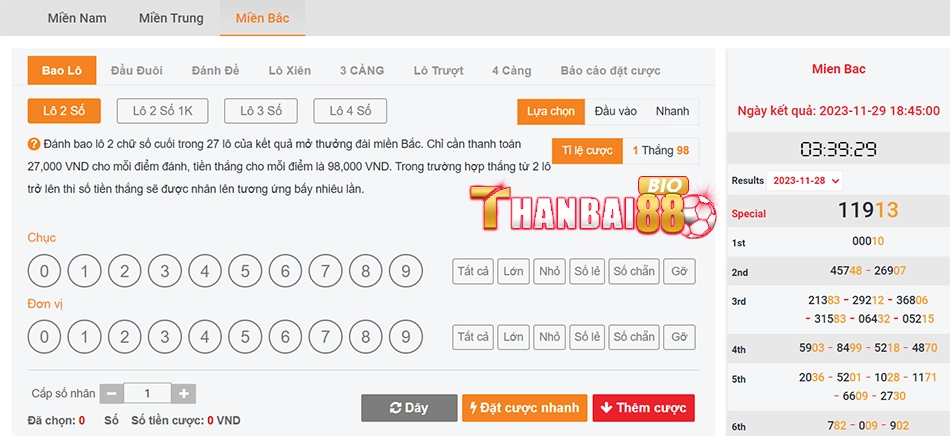 Miền Nam Miền Trung Miền Bắc
Bao Lô Đầu Đuôi Đánh Đề Lô Xiên 3 CÀNG Lô Trượt 4 Càng Báo cáo đặt cược
Lô 2 Số Lô 2 Số 1K Lô 3 Số Lô 4 Số Lựa chọn Đầu vào Nhanh
? Đánh bao lô 2 chữ số cuối trong 27 lô của kết quả mở thưởng đài miền Bắc. Chỉ cần thanh toán
27,000 VND cho mỗi điểm đánh, tiền thắng cho mỗi điểm là 98,000 VND. Trong trường hợp thắng từ 2 lô
trở lên thì số tiền thắng sẽ được nhân lên tương ứng bấy nhiêu lần.
Tỉ lệ cược 1 Thắng 98
THANBAI88 BIO
Chục
0 1 2 3 4 5 6 7 8 9 Tất cả Lớn Nhỏ Số lẻ Số chẵn Gỡ
Đơn vị
0 1 2 3 4 5 6 7 8 9 Tất cả Lớn Nhỏ Số lẻ Số chẵn Gỡ
Cấp số nhân − 1 +
Đã chọn: 0 Số Số tiền cược: 0 VND
Dãy Đặt cược nhanh Thêm cược
Mien Bac
Ngày kết quả: 2023-11-29 18:45:00
03:39:29
Results 2023-11-28
Special 11913
1st 00010
2nd 45748 - 26907
3rd 21383 - 29212 - 36806
- 31583 - 06432 - 05215
4th 5903 - 8499 - 5218 - 4870
5th 2036 - 5201 - 1028 - 1171
- 6609 - 2730
6th 782 - 009 - 902